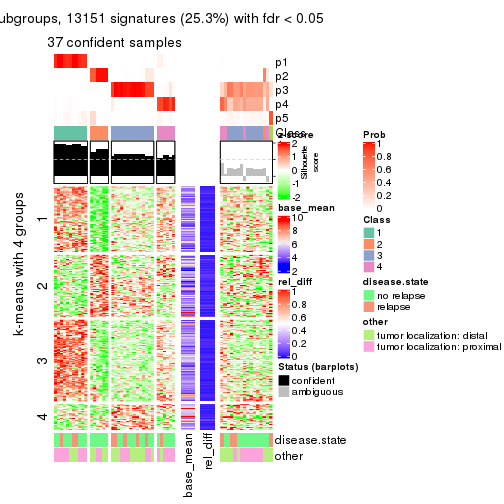 ubgroups, 13151 signatures (25.3%) with fdr < 0.05
37 confident samples
p1
p2
p3
p4
p5
Class
z-score
2
1
0
-1
-2
Silhouette
score
base_mean
10
8
6
4
2
rel_diff
1
0.8
0.6
0.4
0.2
0
Status (barplots)
confident
ambiguous
Prob
1
0.8
0.6
0.4
0.2
0
Class
1
2
3
4
disease.state
no relapse
relapse
other
tumor localization: distal
tumor localization: proximal
k-means with 4 groups
1
2
3
4
disease.state
other
base_mean
rel_diff